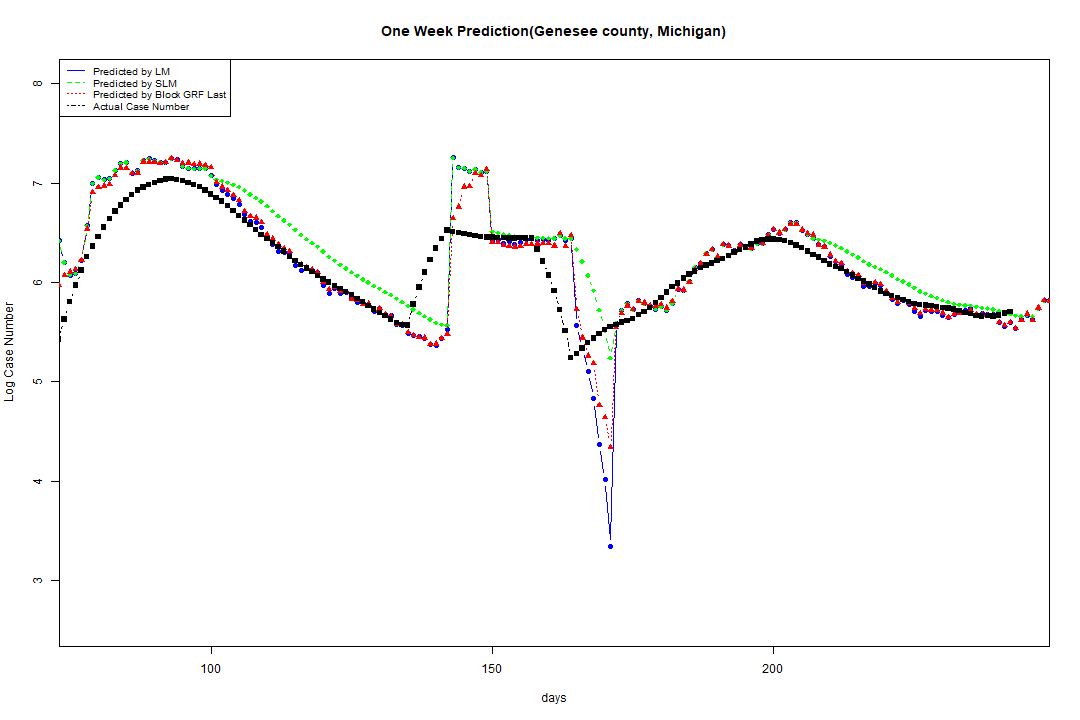 One Week Prediction(Genesee county, Michigan)
Predicted by LM
Predicted by SLM
Predicted by Block GRF Last
Actual Case Number
8
7
6
5
4
3
Log Case Number
100
150
200
days